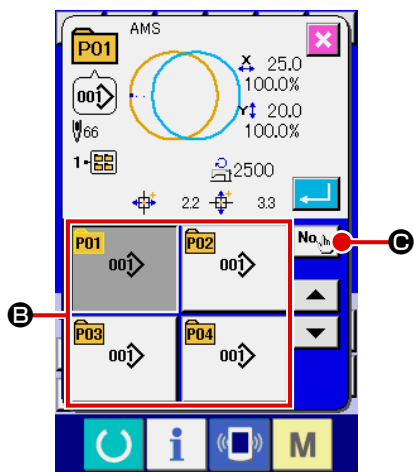 AMS
P01
X 25.0
100.0%
001
Y 20.0
100.0%
66
1
2500
2.2 3.3
No.
C
P01
001
P02
001
B
P03
001
P04
001
i
M